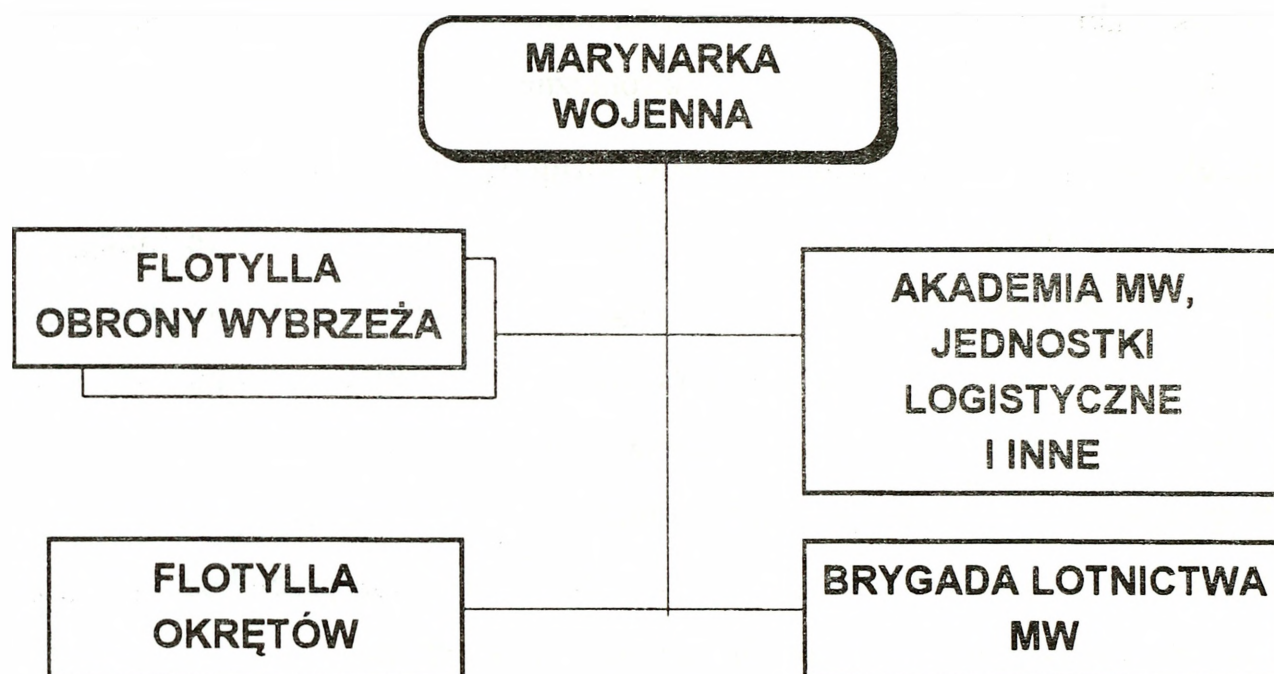 MARYNARKA
WOJENNA
FLOTYLLA
OBRONY WYBRZEŻA
AKADEMIA MW,
JEDNOSTKI
LOGISTYCZNE
I INNE
FLOTYLLA
OKRĘTÓW
BRYGADA LOTNICTWA
MW